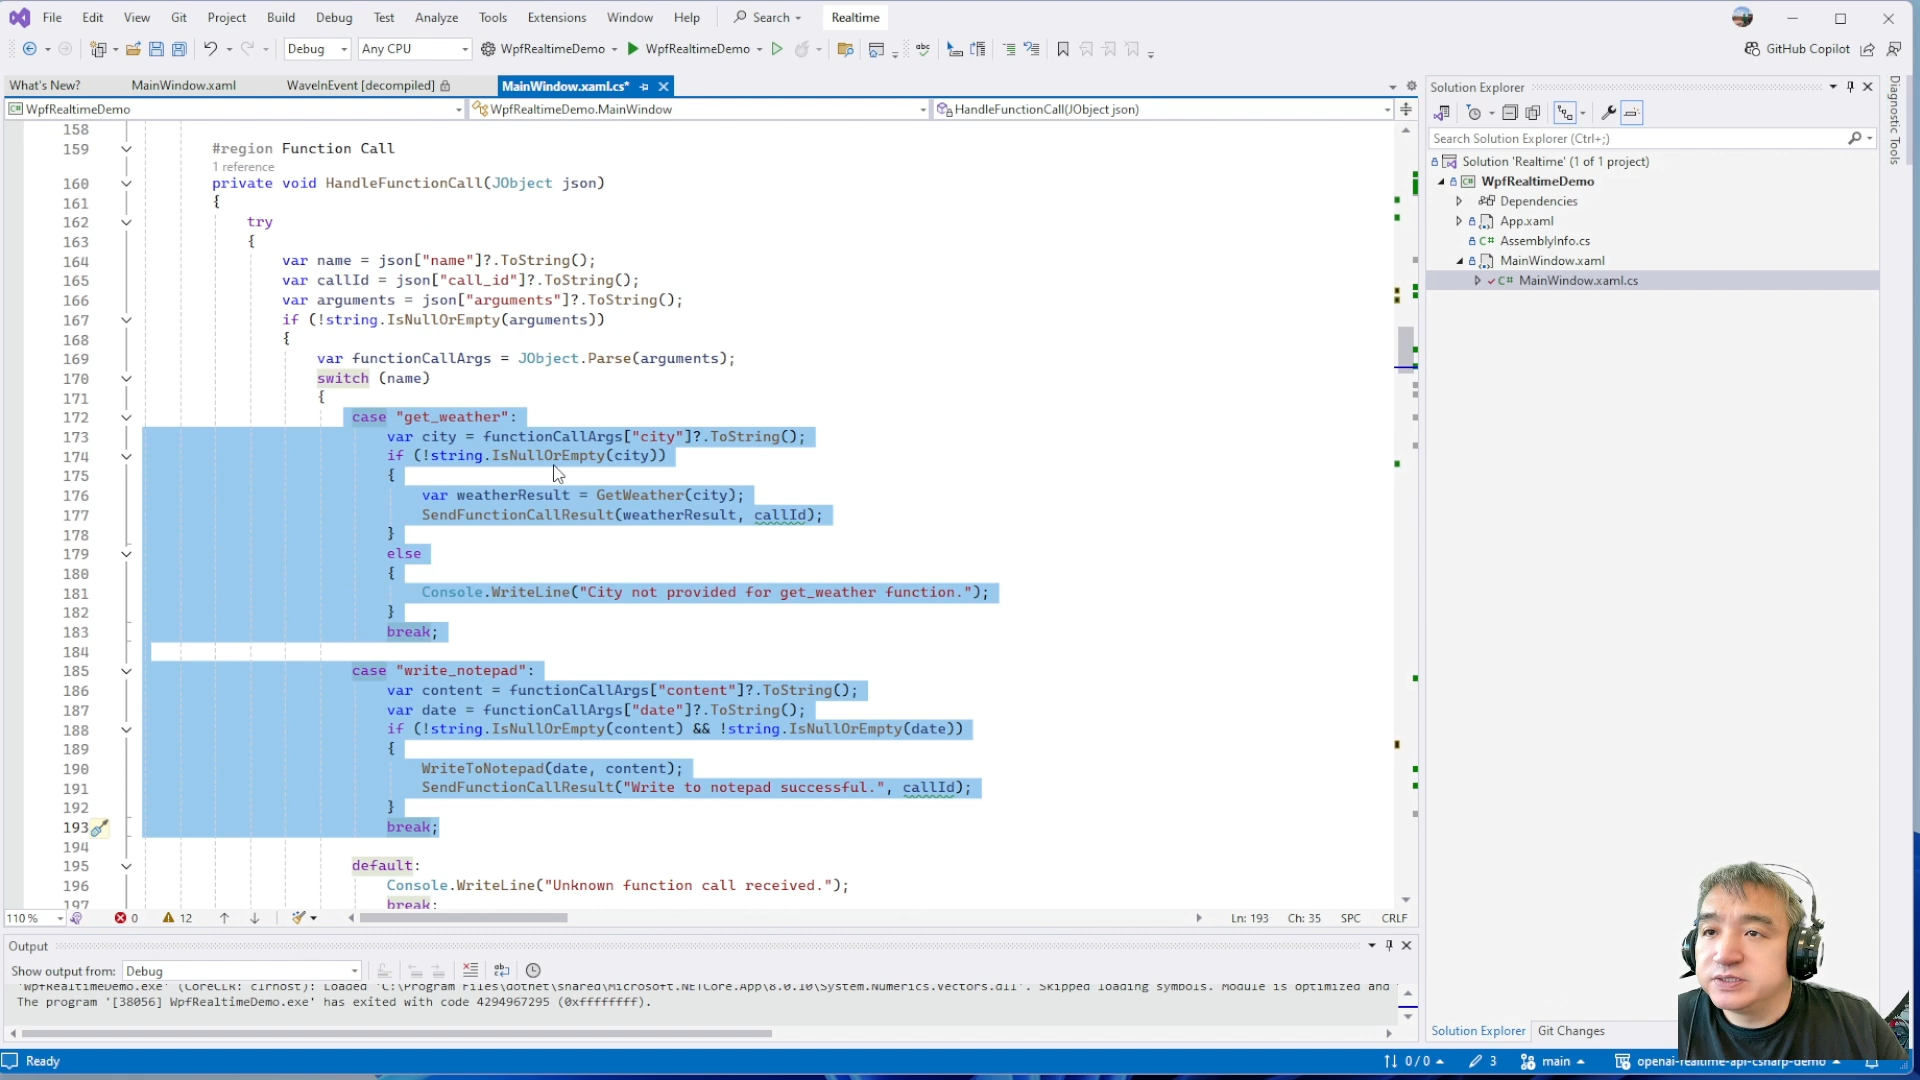 File Edit View Git Project Build Debug Test Analyze Tools Extensions Window Help Search Realtime
Debug Any CPU WpfRealtimeDemo WpfRealtimeDemo GitHub Copilot
What's New? MainWindow.xaml WaveInEvent [decompiled] MainWindow.xaml.cs*
WpfRealtimeDemo WpfRealtimeDemo.MainWindow HandleFunctionCall(JObject json)
158
159 #region Function Call
1 reference
160 private void HandleFunctionCall(JObject json)
161 {
162 try
163 {
164 var name = json["name"]?.ToString();
165 var callId = json["call_id"]?.ToString();
166 var arguments = json["arguments"]?.ToString();
167 if (!string.IsNullOrEmpty(arguments))
168 {
169 var functionCallArgs = JObject.Parse(arguments);
170 switch (name)
171 {
172 case "get_weather":
173 var city = functionCallArgs["city"]?.ToString();
174 if (!string.IsNullOrEmpty(city))
175 {
176 var weatherResult = GetWeather(city);
177 SendFunctionCallResult(weatherResult, callId);
178 }
179 else
180 {
181 Console.WriteLine("City not provided for get_weather function.");
182 }
183 break;
184
185 case "write_notepad":
186 var content = functionCallArgs["content"]?.ToString();
187 var date = functionCallArgs["date"]?.ToString();
188 if (!string.IsNullOrEmpty(content) && !string.IsNullOrEmpty(date))
189 {
190 WriteToNotepad(date, content);
191 SendFunctionCallResult("Write to notepad successful.", callId);
192 }
193 break;
194
195 default:
196 Console.WriteLine("Unknown function call received.");
197 break;
110 % 0 12 Ln: 193 Ch: 35 SPC CRLF
Output
Show output from: Debug
'WpfRealtimeDemo.exe' (CoreCLR: clrhost): Loaded 'C:\Program Files\dotnet\shared\Microsoft.NETCore.App\8.0.10\System.Numerics.Vectors.dll'. Skipped loading symbols. Module is optimized and
The program '[38056] WpfRealtimeDemo.exe' has exited with code 4294967295 (0xffffffff).
Solution Explorer
Search Solution Explorer (Ctrl+;)
Solution 'Realtime' (1 of 1 project)
WpfRealtimeDemo
Dependencies
App.xaml
C# AssemblyInfo.cs
MainWindow.xaml
C# MainWindow.xaml.cs
Solution Explorer Git Changes
Diagnostic Tools
Ready 0 / 0 3 main openai-realtime-api-csharp-demo